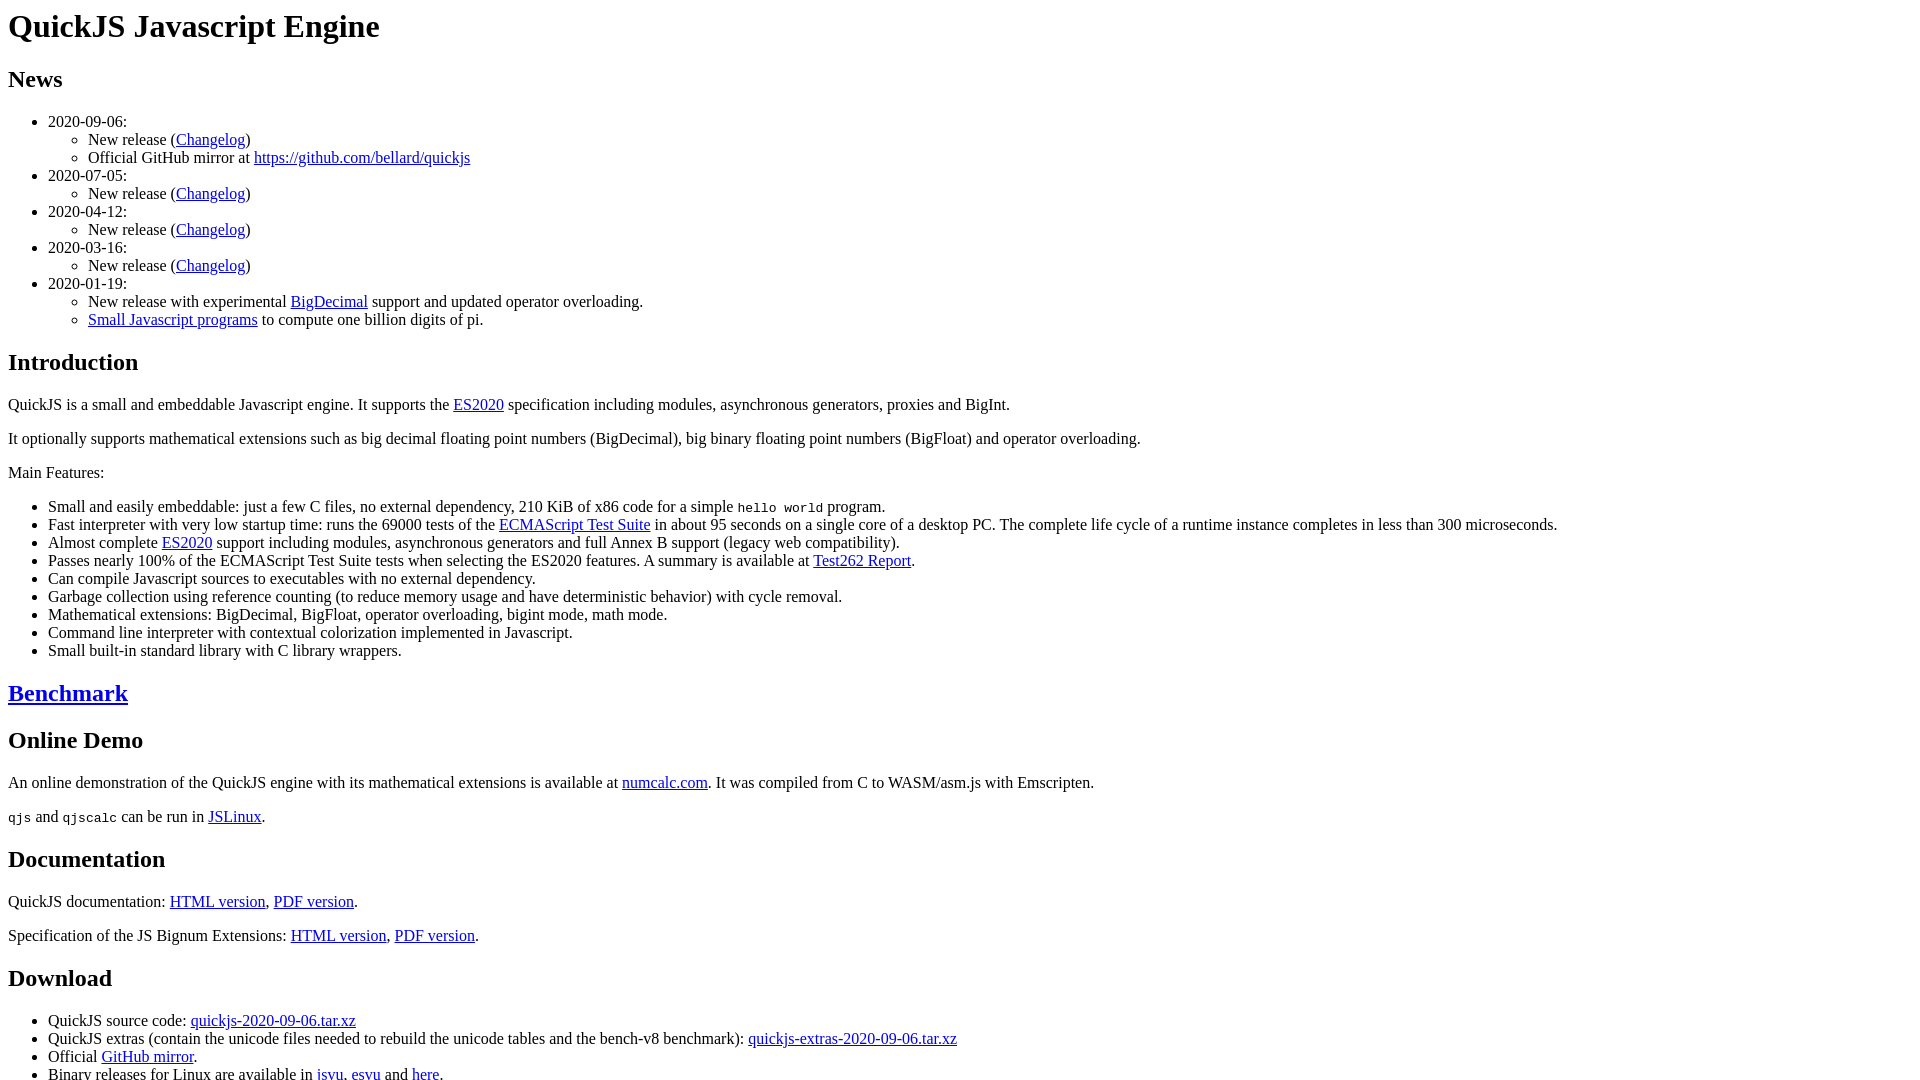 QuickJS Javascript Engine
News
2020-09-06:
New release (Changelog)
Official GitHub mirror at https://github.com/bellard/quickjs
2020-07-05:
New release (Changelog)
2020-04-12:
New release (Changelog)
2020-03-16:
New release (Changelog)
2020-01-19:
New release with experimental BigDecimal support and updated operator overloading.
Small Javascript programs to compute one billion digits of pi.
Introduction
QuickJS is a small and embeddable Javascript engine. It supports the ES2020 specification including modules, asynchronous generators, proxies and BigInt.
It optionally supports mathematical extensions such as big decimal floating point numbers (BigDecimal), big binary floating point numbers (BigFloat) and operator overloading.
Main Features:
Small and easily embeddable: just a few C files, no external dependency, 210 KiB of x86 code for a simple hello world program.
Fast interpreter with very low startup time: runs the 69000 tests of the ECMAScript Test Suite in about 95 seconds on a single core of a desktop PC. The complete life cycle of a runtime instance completes in less than 300 microseconds.
Almost complete ES2020 support including modules, asynchronous generators and full Annex B support (legacy web compatibility).
Passes nearly 100% of the ECMAScript Test Suite tests when selecting the ES2020 features. A summary is available at Test262 Report.
Can compile Javascript sources to executables with no external dependency.
Garbage collection using reference counting (to reduce memory usage and have deterministic behavior) with cycle removal.
Mathematical extensions: BigDecimal, BigFloat, operator overloading, bigint mode, math mode.
Command line interpreter with contextual colorization implemented in Javascript.
Small built-in standard library with C library wrappers.
Benchmark
Online Demo
An online demonstration of the QuickJS engine with its mathematical extensions is available at numcalc.com. It was compiled from C to WASM/asm.js with Emscripten.
qjs and qjscalc can be run in JSLinux.
Documentation
QuickJS documentation: HTML version, PDF version.
Specification of the JS Bignum Extensions: HTML version, PDF version.
Download
QuickJS source code: quickjs-2020-09-06.tar.xz
QuickJS extras (contain the unicode files needed to rebuild the unicode tables and the bench-v8 benchmark): quickjs-extras-2020-09-06.tar.xz
Official GitHub mirror.
Binary releases for Linux are available in jsvu, esvu and here.